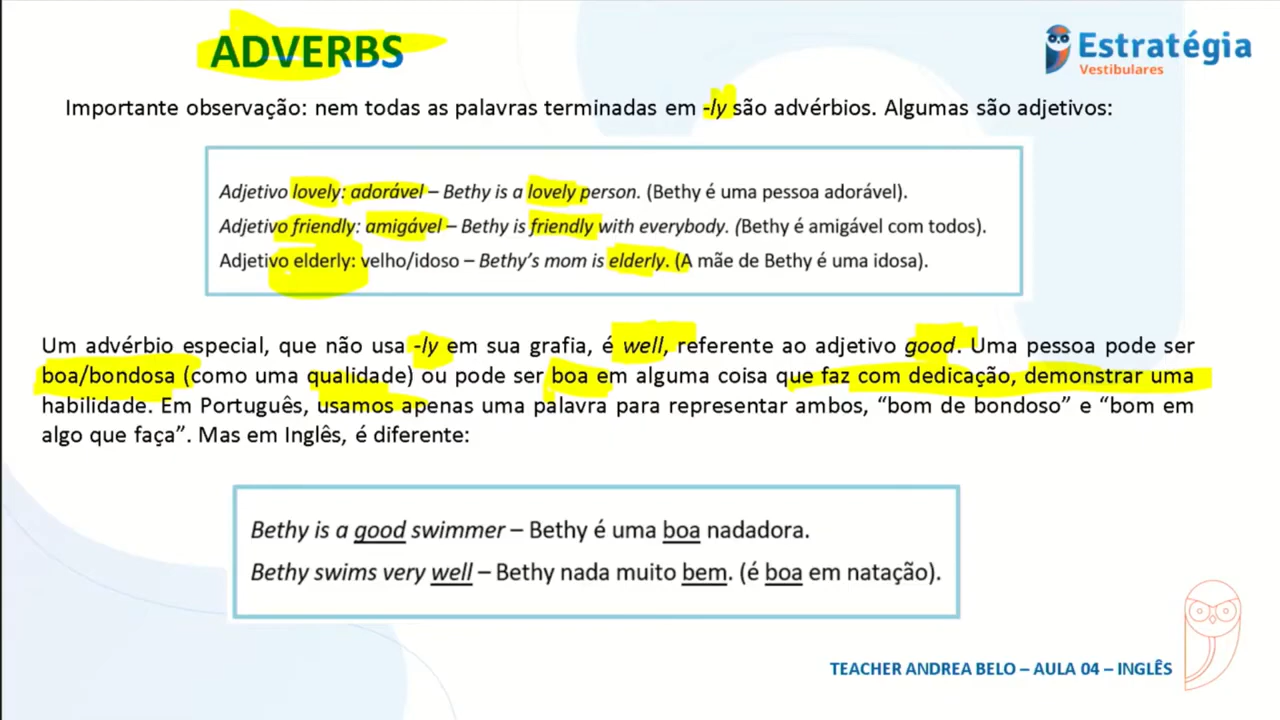 ADVERBS
Estratégia
Vestibulares
Importante observação: nem todas as palavras terminadas em -ly são advérbios. Algumas são adjetivos:
Adjetivo lovely: adorável – Bethy is a lovely person. (Bethy é uma pessoa adorável).
Adjetivo friendly: amigável – Bethy is friendly with everybody. (Bethy é amigável com todos).
Adjetivo elderly: velho/idoso – Bethy's mom is elderly. (A mãe de Bethy é uma idosa).
Um advérbio especial, que não usa -ly em sua grafia, é well, referente ao adjetivo good. Uma pessoa pode ser
boa/bondosa (como uma qualidade) ou pode ser boa em alguma coisa que faz com dedicação, demonstrar uma
habilidade. Em Português, usamos apenas uma palavra para representar ambos, “bom de bondoso” e “bom em
algo que faça”. Mas em Inglês, é diferente:
Bethy is a good swimmer – Bethy é uma boa nadadora.
Bethy swims very well – Bethy nada muito bem. (é boa em natação).
TEACHER ANDREA BELO – AULA 04 – INGLÊS